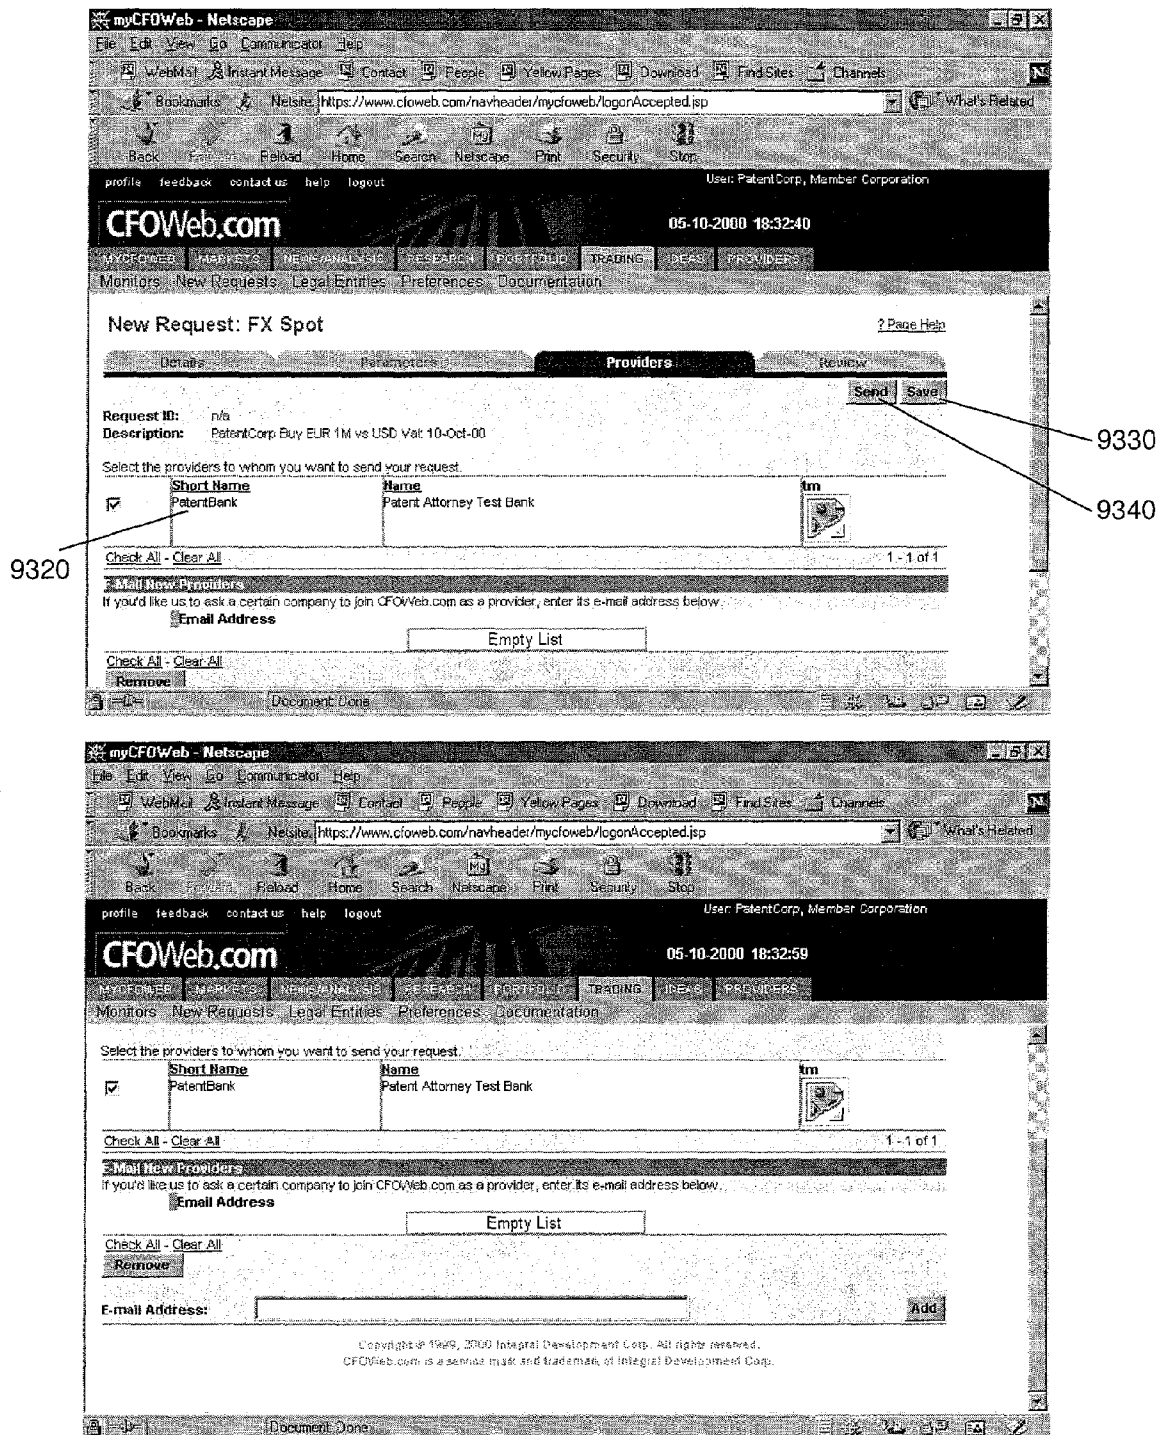 myCFOWeb - Netscape
File Edit View Go Communicator Help
WebMail Instant Message Contact People Yellow Pages Download Find Sites Channels
Bookmarks Netsite: https://www.cfoweb.com/navheader/mycfoweb/logonAccepted.jsp What's Related
Back Forward Reload Home Search Netscape Print Security Stop
profile feedback contact us help logout User: PatentCorp, Member Corporation
CFOWeb.com 05-10-2000 18:32:40
MYCFOWEB MARKETS NEWS/ANALYSIS RESEARCH PORTFOLIO TRADING IDEAS PROVIDERS
Monitors New Requests Legal Entities Preferences Documentation
New Request: FX Spot ? Page Help
Details Parameters Providers Review
Send Save
Request ID: n/a
Description: PatentCorp Buy EUR 1M vs USD Val: 10-Oct-00
9330
Select the providers to whom you want to send your request.
Short Name Name tm
PatentBank Patent Attorney Test Bank
9340
Check All - Clear All 1 - 1 of 1
9320
E-Mail New Providers
If you'd like us to ask a certain company to join CFOWeb.com as a provider, enter its e-mail address below.
Email Address
Empty List
Check All - Clear All
Remove
Document: Done
myCFOWeb - Netscape
File Edit View Go Communicator Help
WebMail Instant Message Contact People Yellow Pages Download Find Sites Channels
Bookmarks Netsite: https://www.cfoweb.com/navheader/mycfoweb/logonAccepted.jsp What's Related
Back Forward Reload Home Search Netscape Print Security Stop
profile feedback contact us help logout User: PatentCorp, Member Corporation
CFOWeb.com 05-10-2000 18:32:59
MYCFOWEB MARKETS NEWS/ANALYSIS RESEARCH PORTFOLIO TRADING IDEAS PROVIDERS
Monitors New Requests Legal Entities Preferences Documentation
Select the providers to whom you want to send your request.
Short Name Name tm
PatentBank Patent Attorney Test Bank
Check All - Clear All 1 - 1 of 1
E-Mail New Providers
If you'd like us to ask a certain company to join CFOWeb.com as a provider, enter its e-mail address below.
Email Address
Empty List
Check All - Clear All
Remove
E-mail Address: Add
Copyright © 1999, 2000 Integral Development Corp. All rights reserved.
CFOWeb.com is a service mark and trademark of Integral Development Corp.
Document: Done